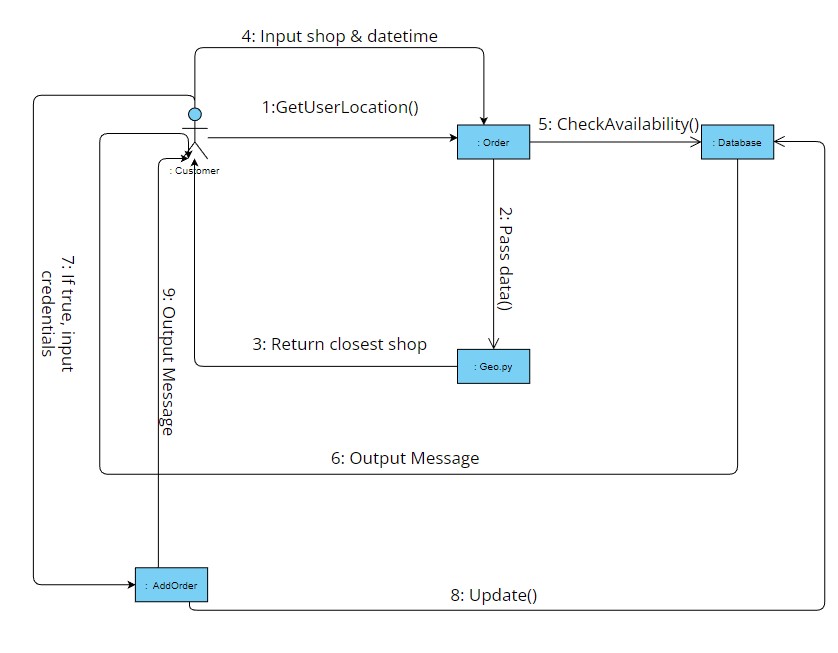 4: Input shop & datetime
1:GetUserLocation()
5: CheckAvailability()
: Order
: Database
: Customer
2: Pass data()
7: If true, input
credentials
9: Output Message
3: Return closest shop
: Geo.py
6: Output Message
: AddOrder
8: Update()